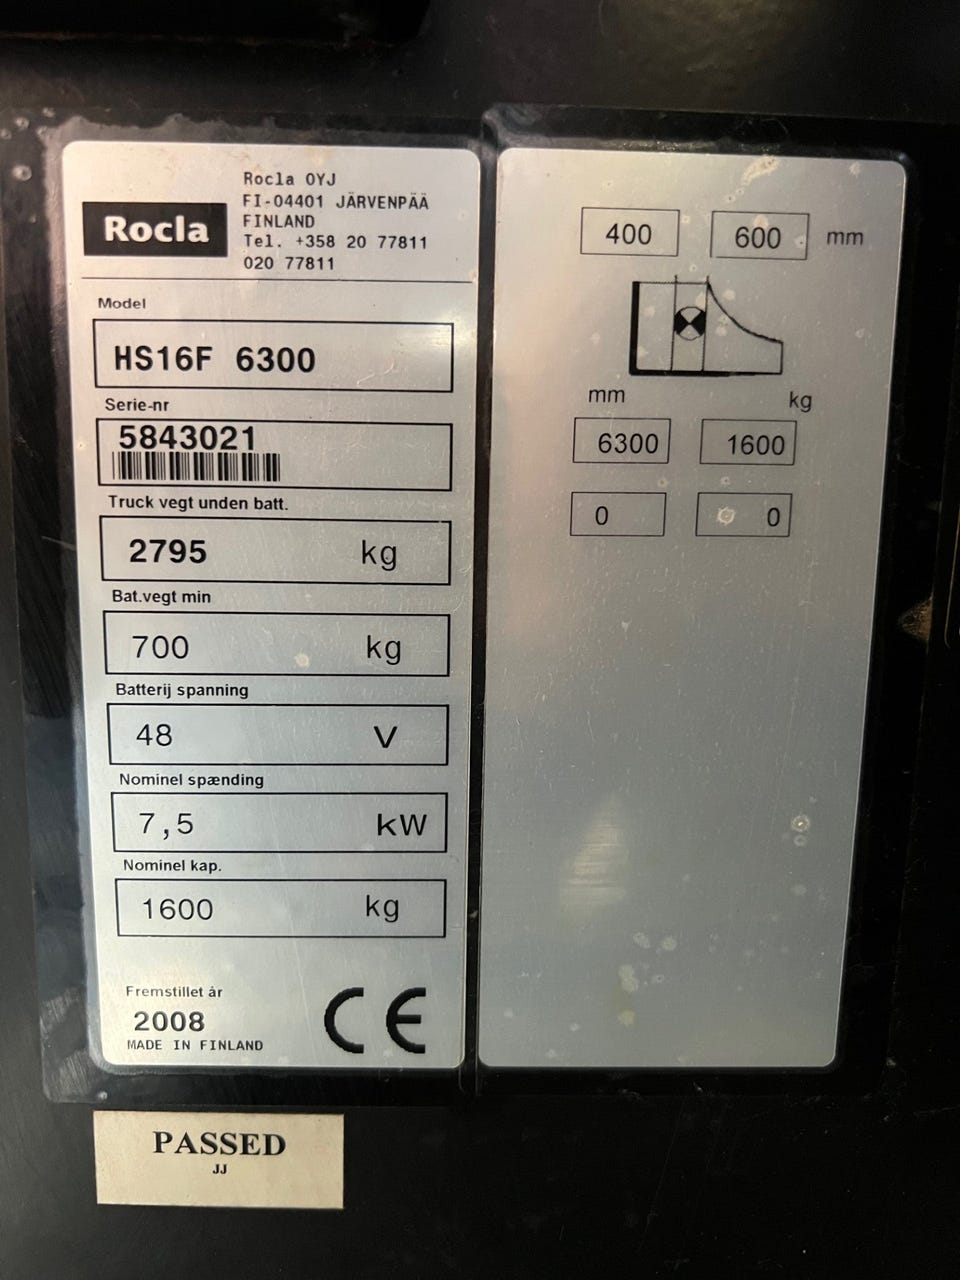 Rocla
Rocla OYJ
FI-04401 JÄRVENPÄÄ
FINLAND
Tel. +358 20 77811
020 77811
Model
HS16F 6300
Serie-nr
5843021
Truck vegt unden batt.
2795 kg
Bat.vegt min
700 kg
Batterij spanning
48 V
Nominel spænding
7,5 kW
Nominel kap.
1600 kg
Fremstillet år
2008
MADE IN FINLAND
CE
400 600 mm
mm kg
6300 1600
0 0
PASSED
JJ